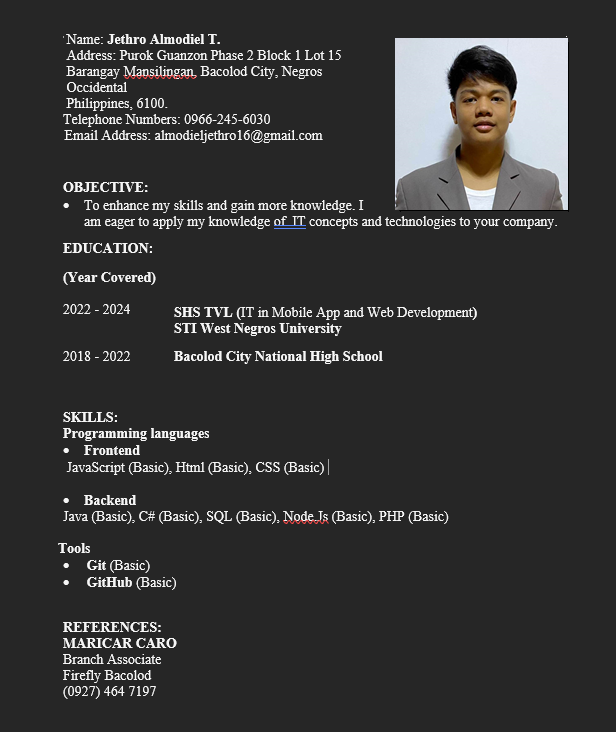 Name: Jethro Almodiel T.
Address: Purok Guanzon Phase 2 Block 1 Lot 15
Barangay Mansilingan, Bacolod City, Negros
Occidental
Philippines, 6100.
Telephone Numbers: 0966-245-6030
Email Address: almodieljethro16@gmail.com
OBJECTIVE:
• To enhance my skills and gain more knowledge. I
am eager to apply my knowledge of IT concepts and technologies to your company.
EDUCATION:
(Year Covered)
2022 - 2024 SHS TVL (IT in Mobile App and Web Development)
STI West Negros University
2018 - 2022 Bacolod City National High School
SKILLS:
Programming languages
• Frontend
JavaScript (Basic), Html (Basic), CSS (Basic)
• Backend
Java (Basic), C# (Basic), SQL (Basic), Node.Js (Basic), PHP (Basic)
Tools
• Git (Basic)
• GitHub (Basic)
REFERENCES:
MARICAR CARO
Branch Associate
Firefly Bacolod
(0927) 464 7197